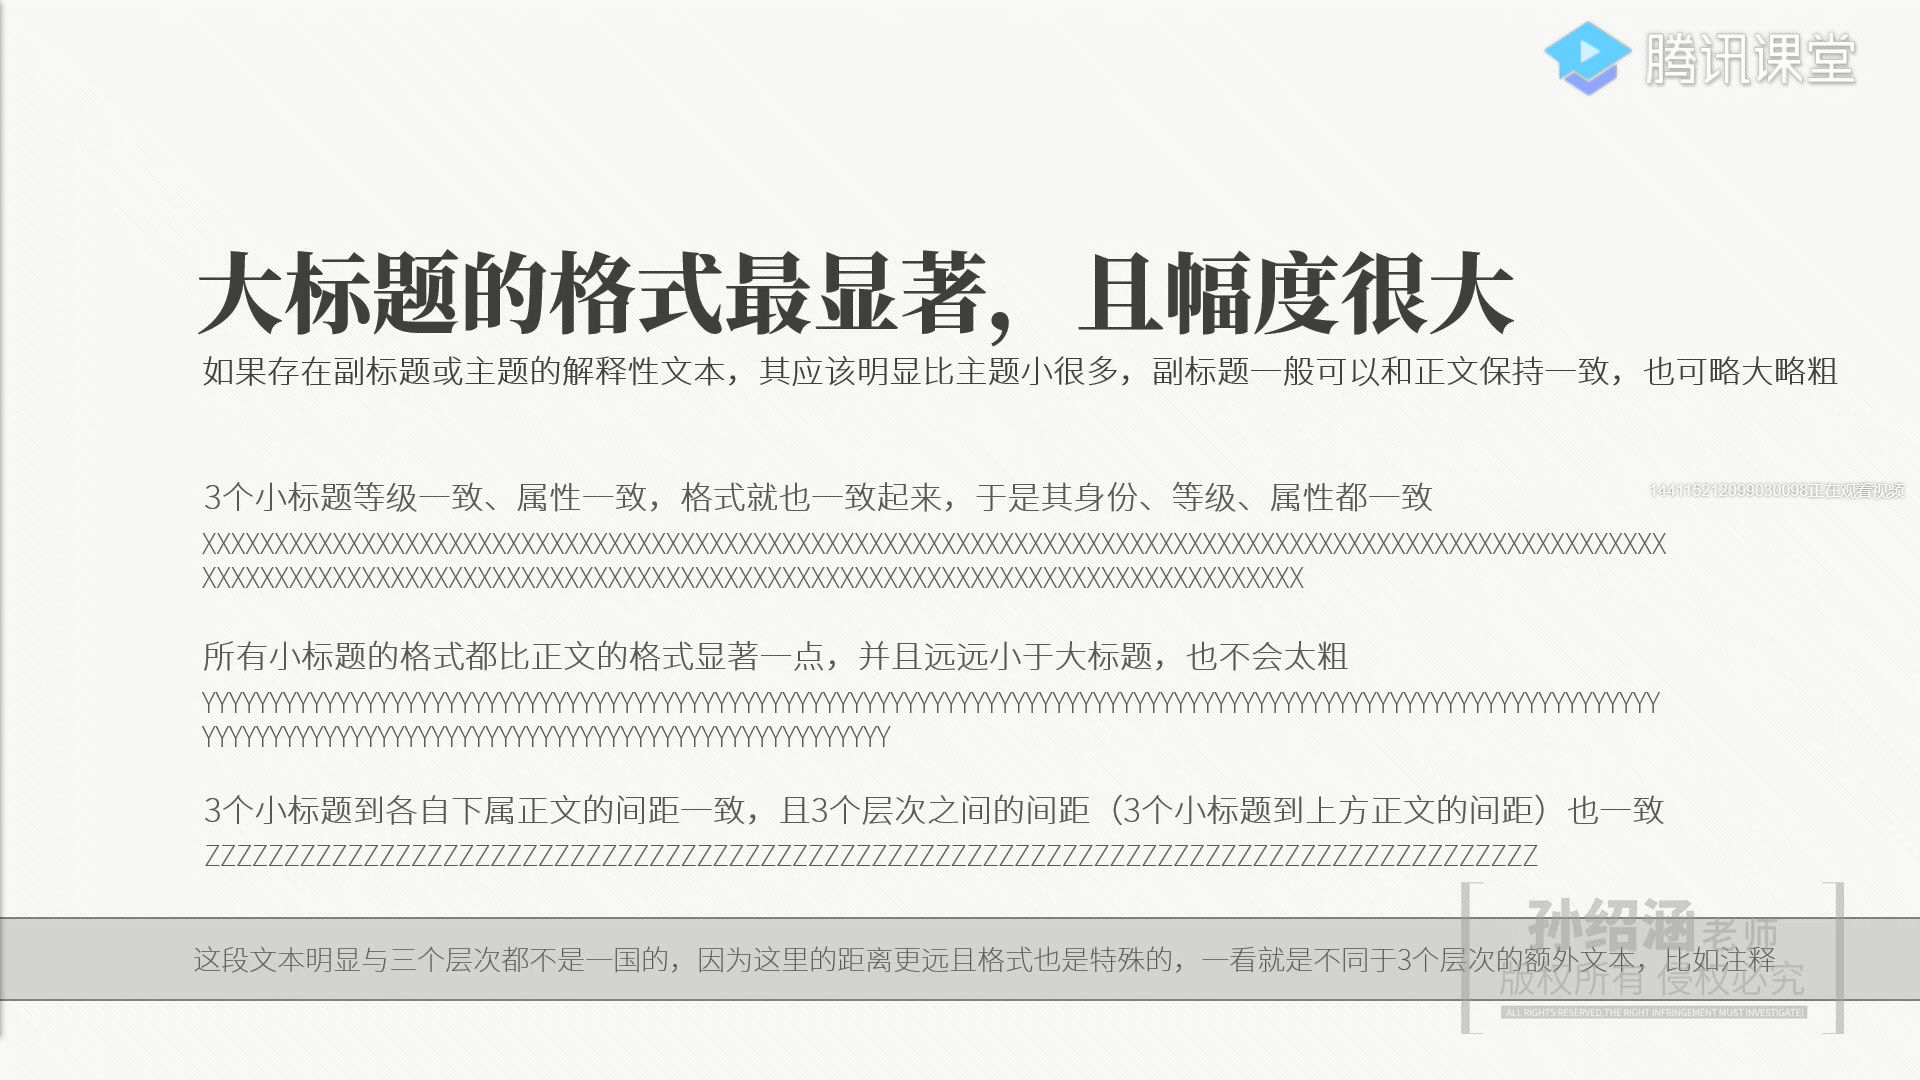 腾讯课堂
大标题的格式最显著，且幅度很大
如果存在副标题或主题的解释性文本，其应该明显比主题小很多，副标题一般可以和正文保持一致，也可略大略粗
3个小标题等级一致、属性一致，格式就也一致起来，于是其身份、等级、属性都一致
144115212099030098正在观看视频
XXXXXXXXXXXXXXXXXXXXXXXXXXXXXXXXXXXXXXXXXXXXXXXXXXXXXXXXXXXXXXXXXXXXXXXXXXXXXXXXXXXXXXXXXXXXXXXXXXXXX
XXXXXXXXXXXXXXXXXXXXXXXXXXXXXXXXXXXXXXXXXXXXXXXXXXXXXXXXXXXXXXXXXXXXXXXXXXXX
所有小标题的格式都比正文的格式显著一点，并且远远小于大标题，也不会太粗
YYYYYYYYYYYYYYYYYYYYYYYYYYYYYYYYYYYYYYYYYYYYYYYYYYYYYYYYYYYYYYYYYYYYYYYYYYYYYYYYYYYYYYYYYYYYYYYYYYYYYYYYYYYY
YYYYYYYYYYYYYYYYYYYYYYYYYYYYYYYYYYYYYYYYYYYYYYYYYYY
3个小标题到各自下属正文的间距一致，且3个层次之间的间距（3个小标题到上方正文的间距）也一致
ZZZZZZZZZZZZZZZZZZZZZZZZZZZZZZZZZZZZZZZZZZZZZZZZZZZZZZZZZZZZZZZZZZZZZZZZZZZZZZZZZZZZ
孙绍涵老师
这段文本明显与三个层次都不是一国的，因为这里的距离更远且格式也是特殊的，一看就是不同于3个层次的额外文本，比如注释
版权所有 侵权必究
ALL RIGHTS RESERVED,THE RIGHT INFRINGEMENT MUST INVESTIGATE!